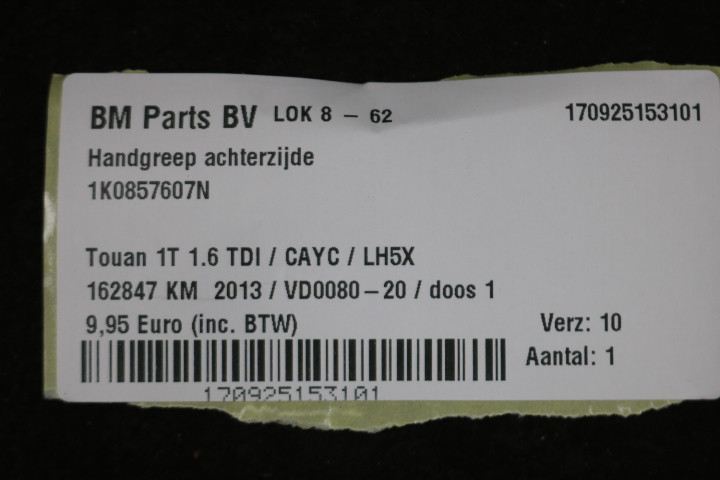 BM Parts BV LOK 8 – 62 170925153101
Handgreep achterzijde
1K0857607N
Touan 1T 1.6 TDI / CAYC / LH5X
162847 KM 2013 / VD0080–20 / doos 1
9,95 Euro (inc. BTW) Verz: 10
Aantal: 1
170925153101